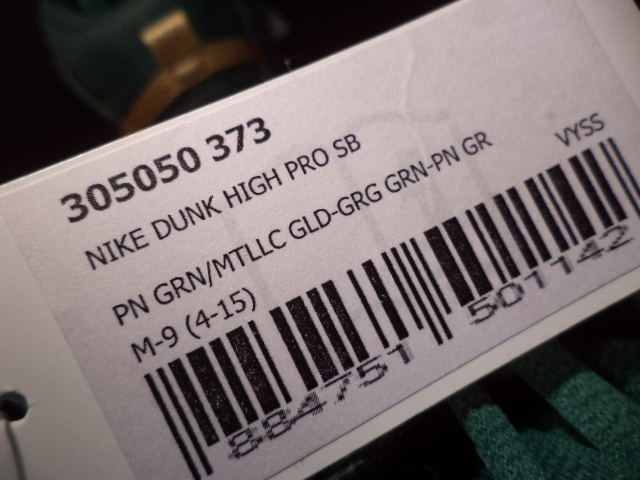 305050 373
NIKE DUNK HIGH PRO SB
VYSS
PN GRN/MTLLC GLD-GRG GRN-PN GR
M-9 (4-15)
884751 501142